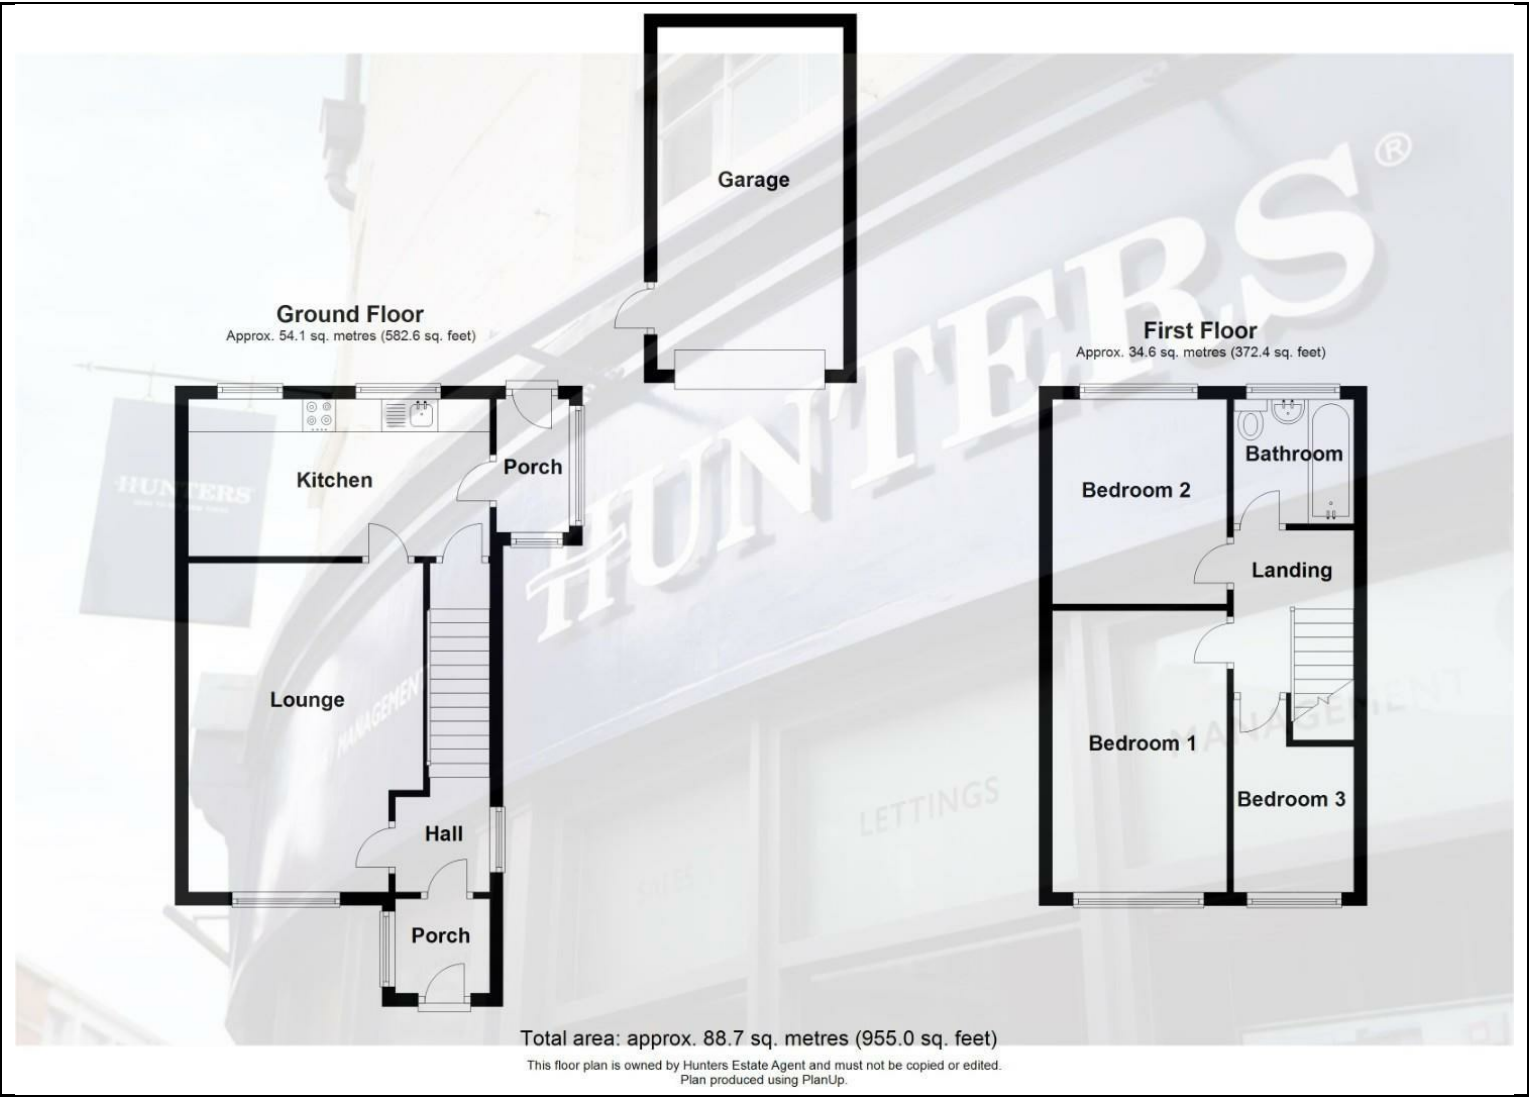 Garage
Ground Floor
Approx. 54.1 sq. metres (582.6 sq. feet)
First Floor
Approx. 34.6 sq. metres (372.4 sq. feet)
Kitchen
Porch
Lounge
Hall
Porch
Bedroom 2
Bathroom
Landing
Bedroom 1
Bedroom 3
HUNTERS®
HUNTERS
MANAGEMENT
MANAGEMENT
LETTINGS
SALES
Total area: approx. 88.7 sq. metres (955.0 sq. feet)
This floor plan is owned by Hunters Estate Agent and must not be copied or edited.
Plan produced using PlanUp.